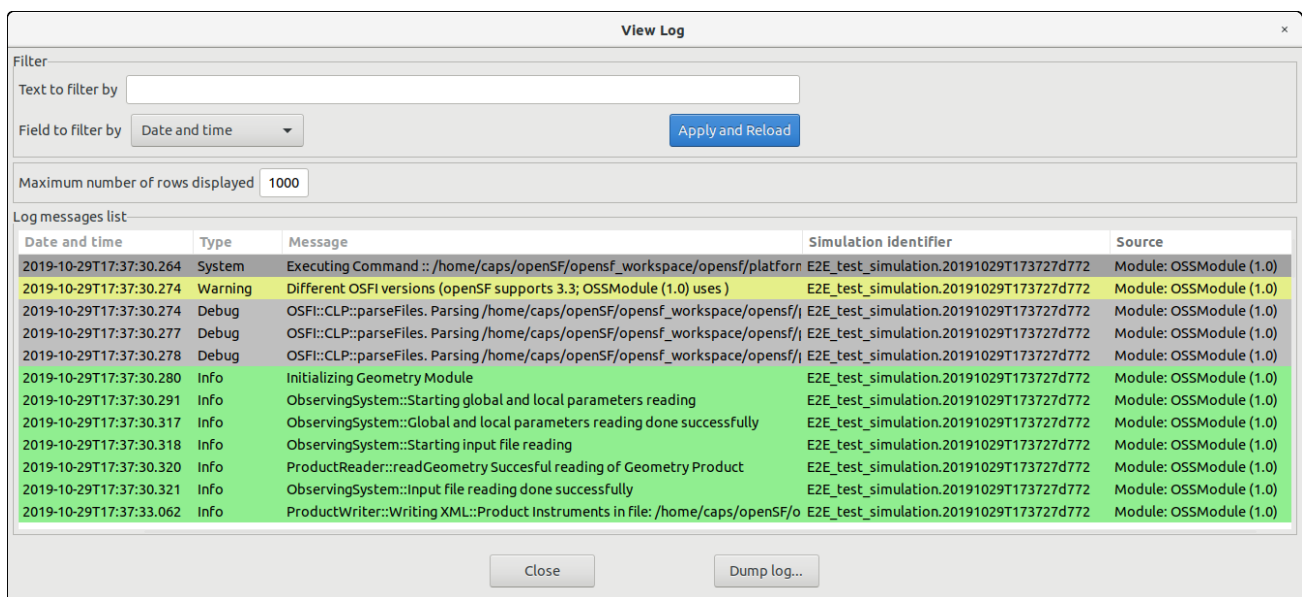 View Log
×
Filter
Text to filter by
Field to filter by Date and time Apply and Reload
Maximum number of rows displayed 1000
Log messages list
Date and time Type Message Simulation identifier Source
2019-10-29T17:37:30.264 System Executing Command :: /home/caps/openSF/opensf_workspace/opensf/platforn E2E_test_simulation.20191029T173727d772 Module: OSSModule (1.0)
2019-10-29T17:37:30.274 Warning Different OSFI versions (openSF supports 3.3; OSSModule (1.0) uses ) E2E_test_simulation.20191029T173727d772 Module: OSSModule (1.0)
2019-10-29T17:37:30.274 Debug OSFI::CLP::parseFiles. Parsing /home/caps/openSF/opensf_workspace/opensf/ E2E_test_simulation.20191029T173727d772 Module: OSSModule (1.0)
2019-10-29T17:37:30.277 Debug OSFI::CLP::parseFiles. Parsing /home/caps/openSF/opensf_workspace/opensf/ E2E_test_simulation.20191029T173727d772 Module: OSSModule (1.0)
2019-10-29T17:37:30.278 Debug OSFI::CLP::parseFiles. Parsing /home/caps/openSF/opensf_workspace/opensf/ E2E_test_simulation.20191029T173727d772 Module: OSSModule (1.0)
2019-10-29T17:37:30.280 Info Initializing Geometry Module E2E_test_simulation.20191029T173727d772 Module: OSSModule (1.0)
2019-10-29T17:37:30.291 Info ObservingSystem::Starting global and local parameters reading E2E_test_simulation.20191029T173727d772 Module: OSSModule (1.0)
2019-10-29T17:37:30.317 Info ObservingSystem::Global and local parameters reading done successfully E2E_test_simulation.20191029T173727d772 Module: OSSModule (1.0)
2019-10-29T17:37:30.318 Info ObservingSystem::Starting input file reading E2E_test_simulation.20191029T173727d772 Module: OSSModule (1.0)
2019-10-29T17:37:30.320 Info ProductReader::readGeometry Succesful reading of Geometry Product E2E_test_simulation.20191029T173727d772 Module: OSSModule (1.0)
2019-10-29T17:37:30.321 Info ObservingSystem::Input file reading done successfully E2E_test_simulation.20191029T173727d772 Module: OSSModule (1.0)
2019-10-29T17:37:33.062 Info ProductWriter::Writing XML::Product Instruments in file: /home/caps/openSF/o E2E_test_simulation.20191029T173727d772 Module: OSSModule (1.0)
Close Dump log...